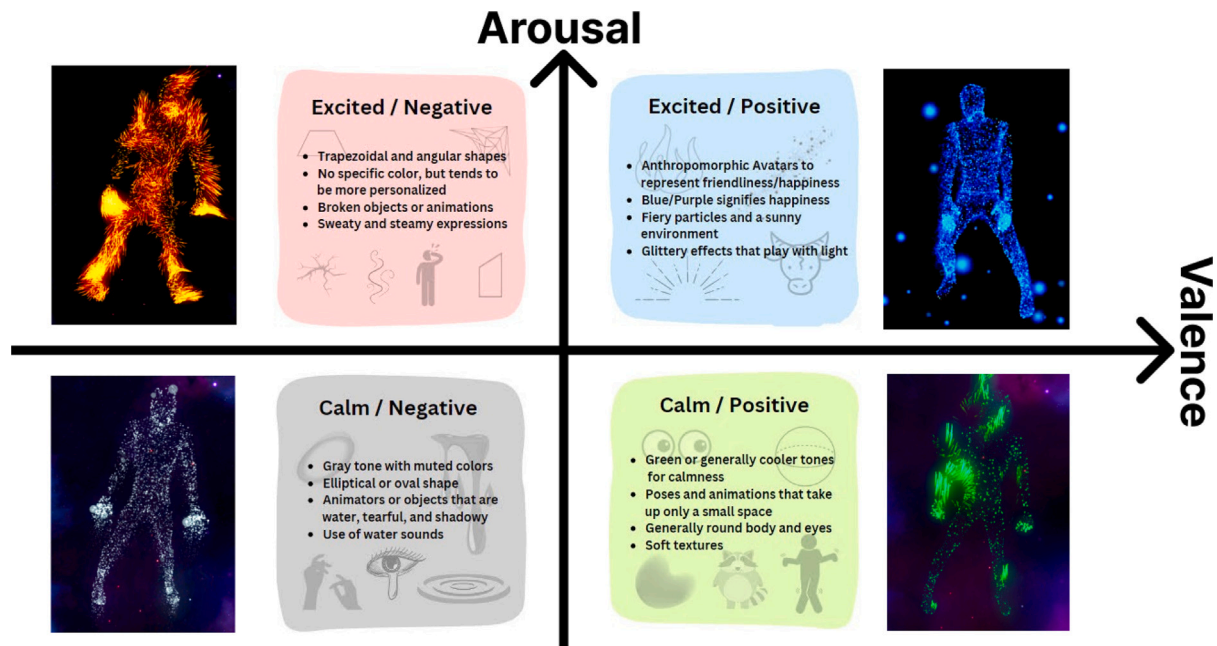 Arousal
Excited / Negative
• Trapezoidal and angular shapes
• No specific color, but tends to
be more personalized
• Broken objects or animations
• Sweaty and steamy expressions
Excited / Positive
• Anthropomorphic Avatars to
represent friendliness/happiness
• Blue/Purple signifies happiness
• Fiery particles and a sunny
environment
• Glittery effects that play with light
Valence
Calm / Negative
• Gray tone with muted colors
• Elliptical or oval shape
• Animators or objects that are
water, tearful, and shadowy
• Use of water sounds
Calm / Positive
• Green or generally cooler tones
for calmness
• Poses and animations that take
up only a small space
• Generally round body and eyes
• Soft textures